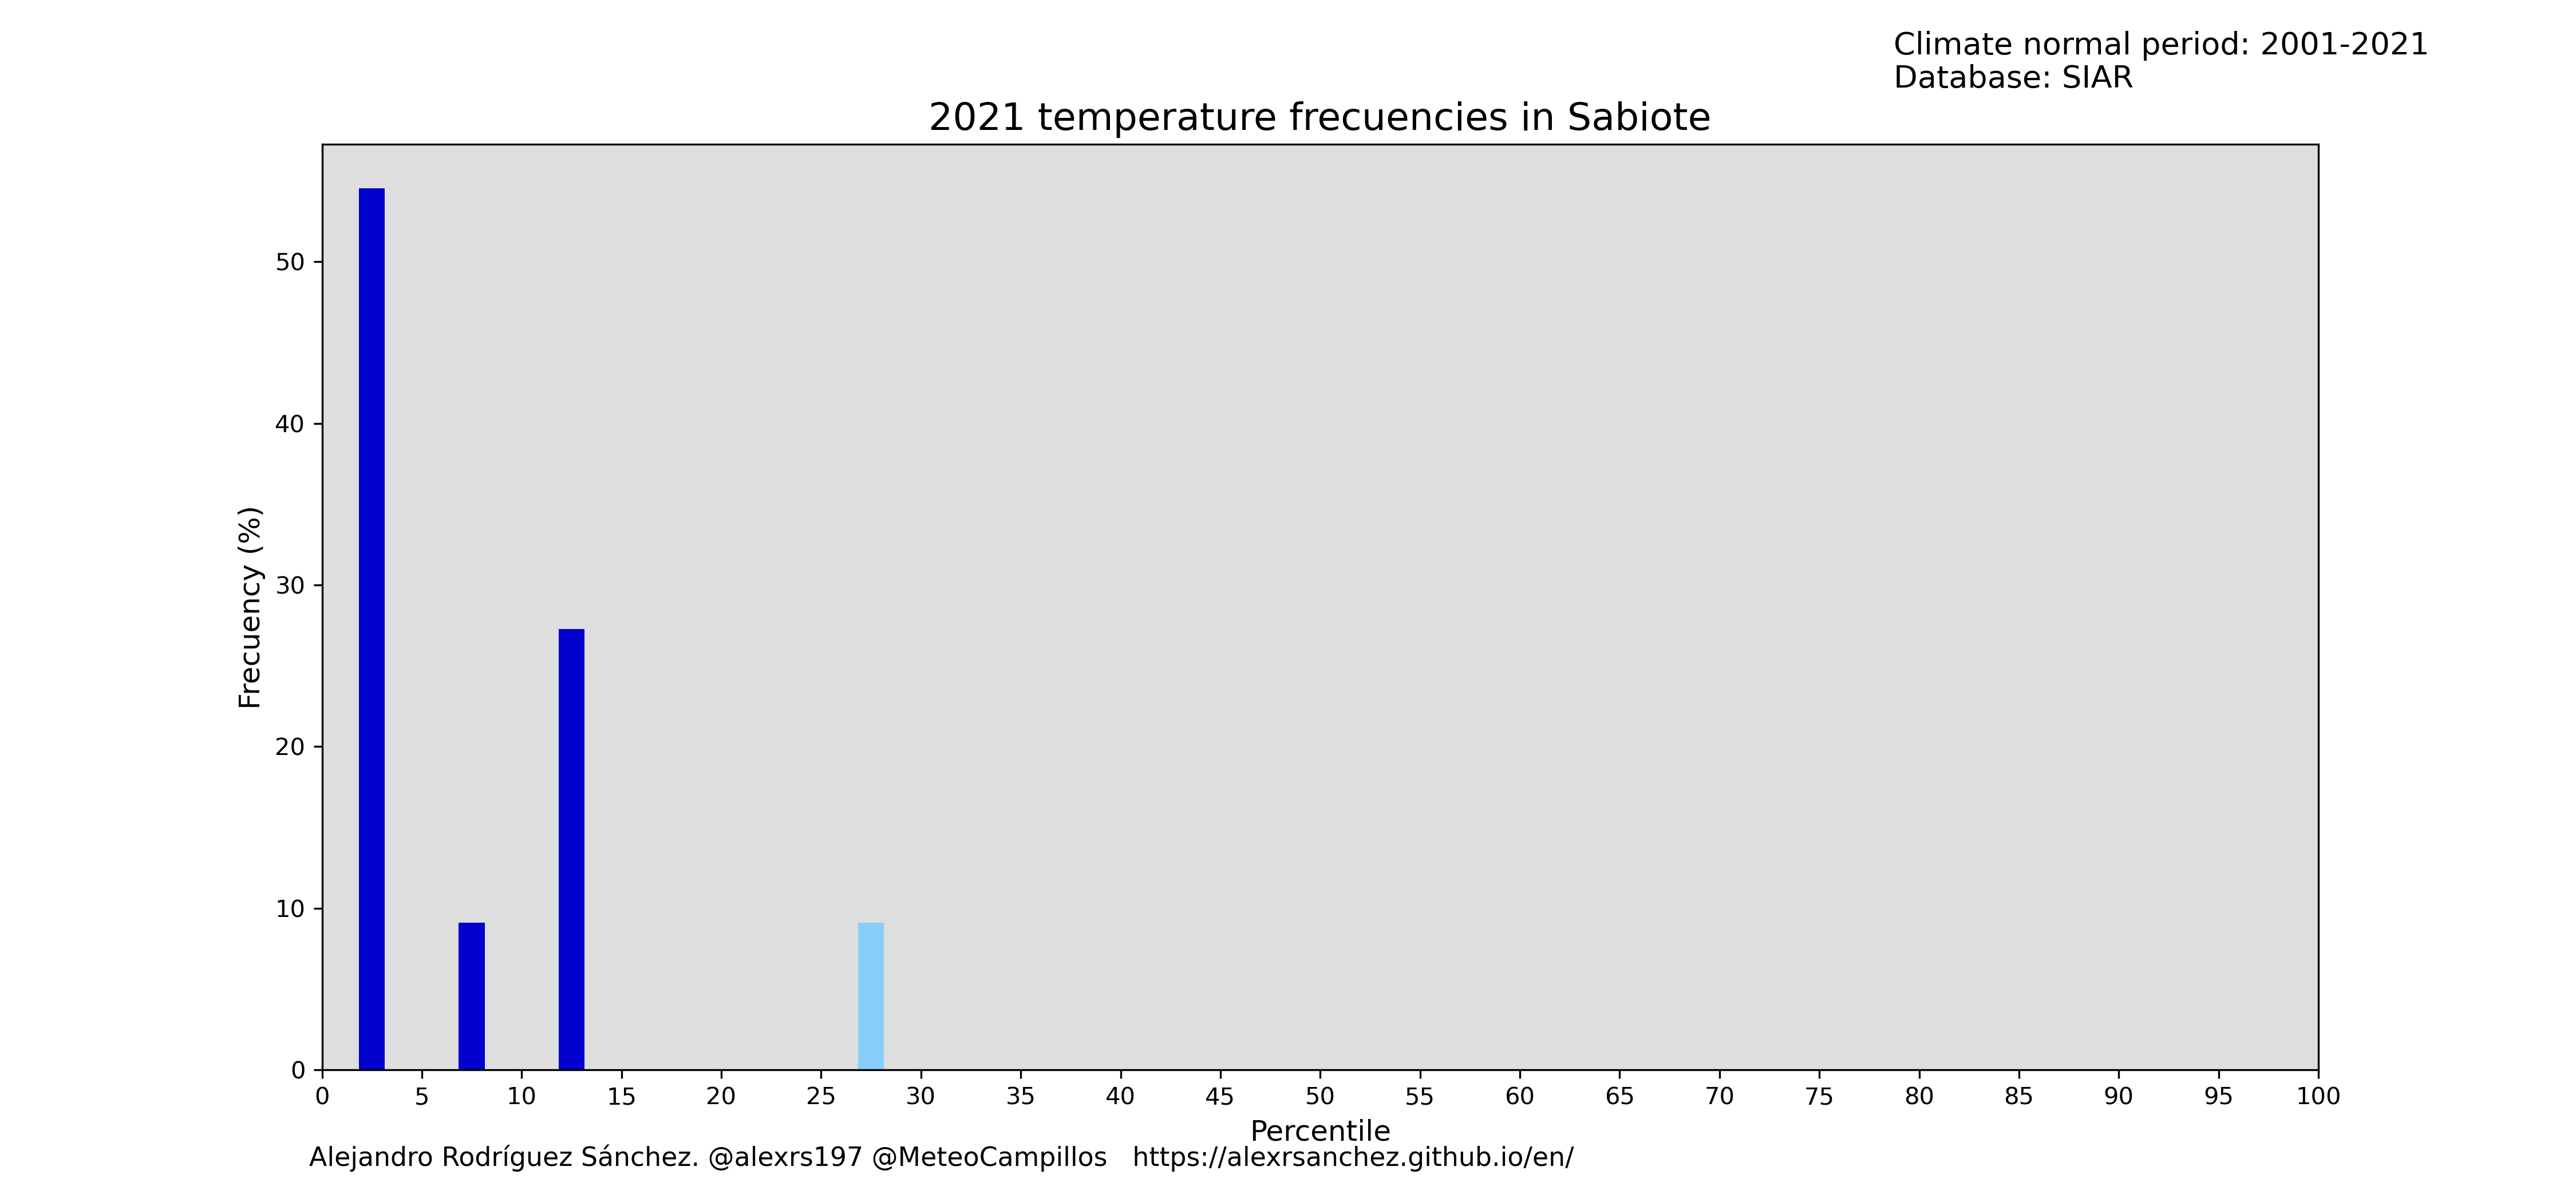 Climate normal period: 2001-2021
Database: SIAR
2021 temperature frecuencies in Sabiote
Frecuency (%)
50
40
30
20
10
0
0 5 10 15 20 25 30 35 40 45 50 55 60 65 70 75 80 85 90 95 100
Percentile
Alejandro Rodríguez Sánchez. @alexrs197 @MeteoCampillos https://alexrsanchez.github.io/en/